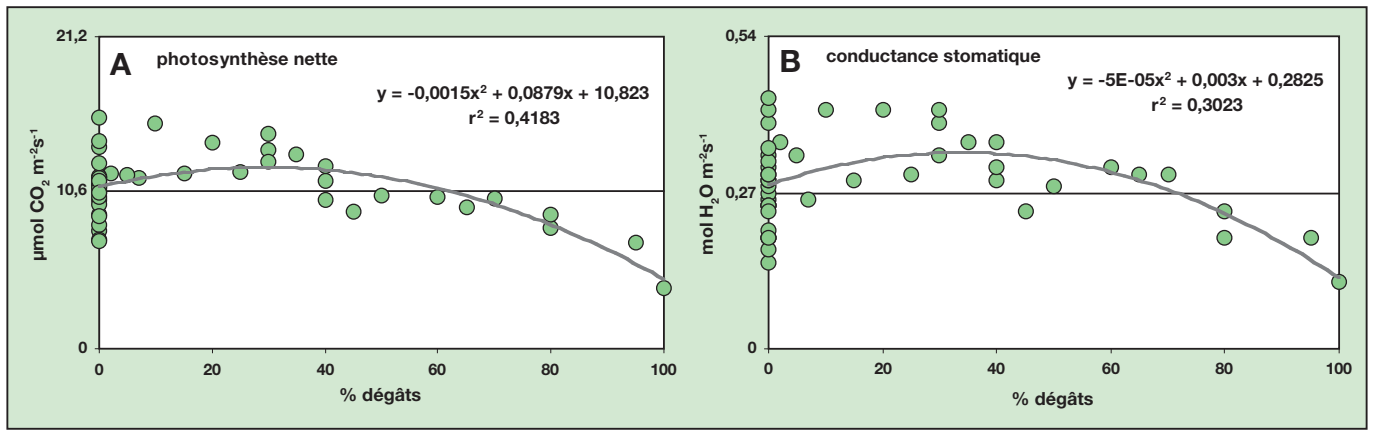 A photosynthèse nette
y = -0,0015x² + 0,0879x + 10,823
r² = 0,4183
21,2
10,6
0
µmol CO₂ m⁻²s⁻¹
0 20 40 60 80 100
% dégâts
B conductance stomatique
y = -5E-05x² + 0,003x + 0,2825
r² = 0,3023
0,54
0,27
0
mol H₂O m⁻²s⁻¹
0 20 40 60 80 100
% dégâts